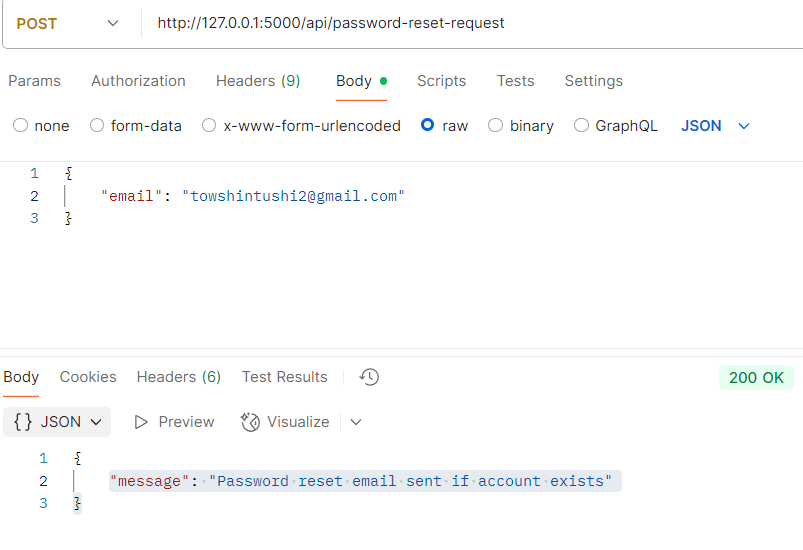 POST http://127.0.0.1:5000/api/password-reset-request
Params Authorization Headers (9) Body Scripts Tests Settings
none form-data x-www-form-urlencoded raw binary GraphQL JSON
1 {
2 "email": "towshintushi2@gmail.com"
3 }
Body Cookies Headers (6) Test Results 200 OK
{} JSON Preview Visualize
1 {
2 "message": "Password reset email sent if account exists"
3 }